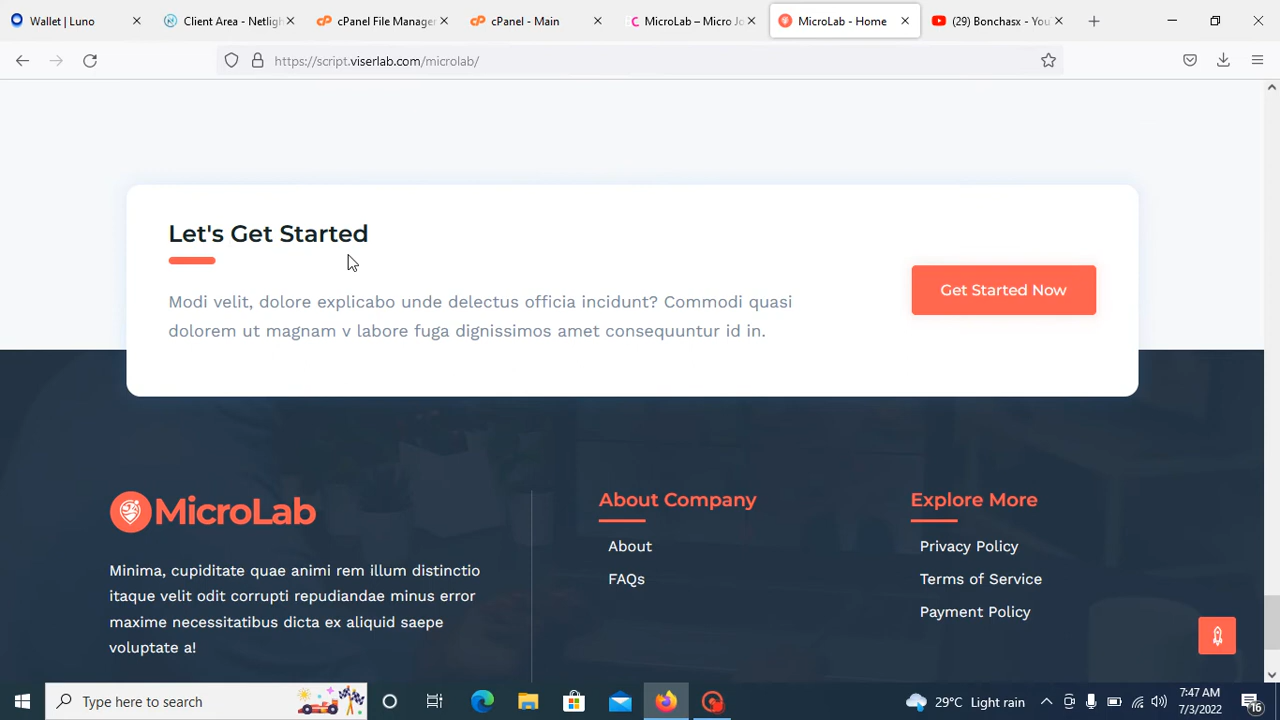 Wallet | Luno
Client Area - Netligh
cPanel File Manager
cPanel - Main
MicroLab – Micro Jo
MicroLab - Home
(29) Bonchasx - You
https://script.viserlab.com/microlab/
Let's Get Started
Modi velit, dolore explicabo unde delectus officia incidunt? Commodi quasi
dolorem ut magnam v labore fuga dignissimos amet consequuntur id in.
Get Started Now
MicroLab
Minima, cupiditate quae animi rem illum distinctio
itaque velit odit corrupti repudiandae minus error
maxime necessitatibus dicta ex aliquid saepe
voluptate a!
About Company
About
FAQs
Explore More
Privacy Policy
Terms of Service
Payment Policy
Type here to search
29°C Light rain
7:47 AM
7/3/2022
16